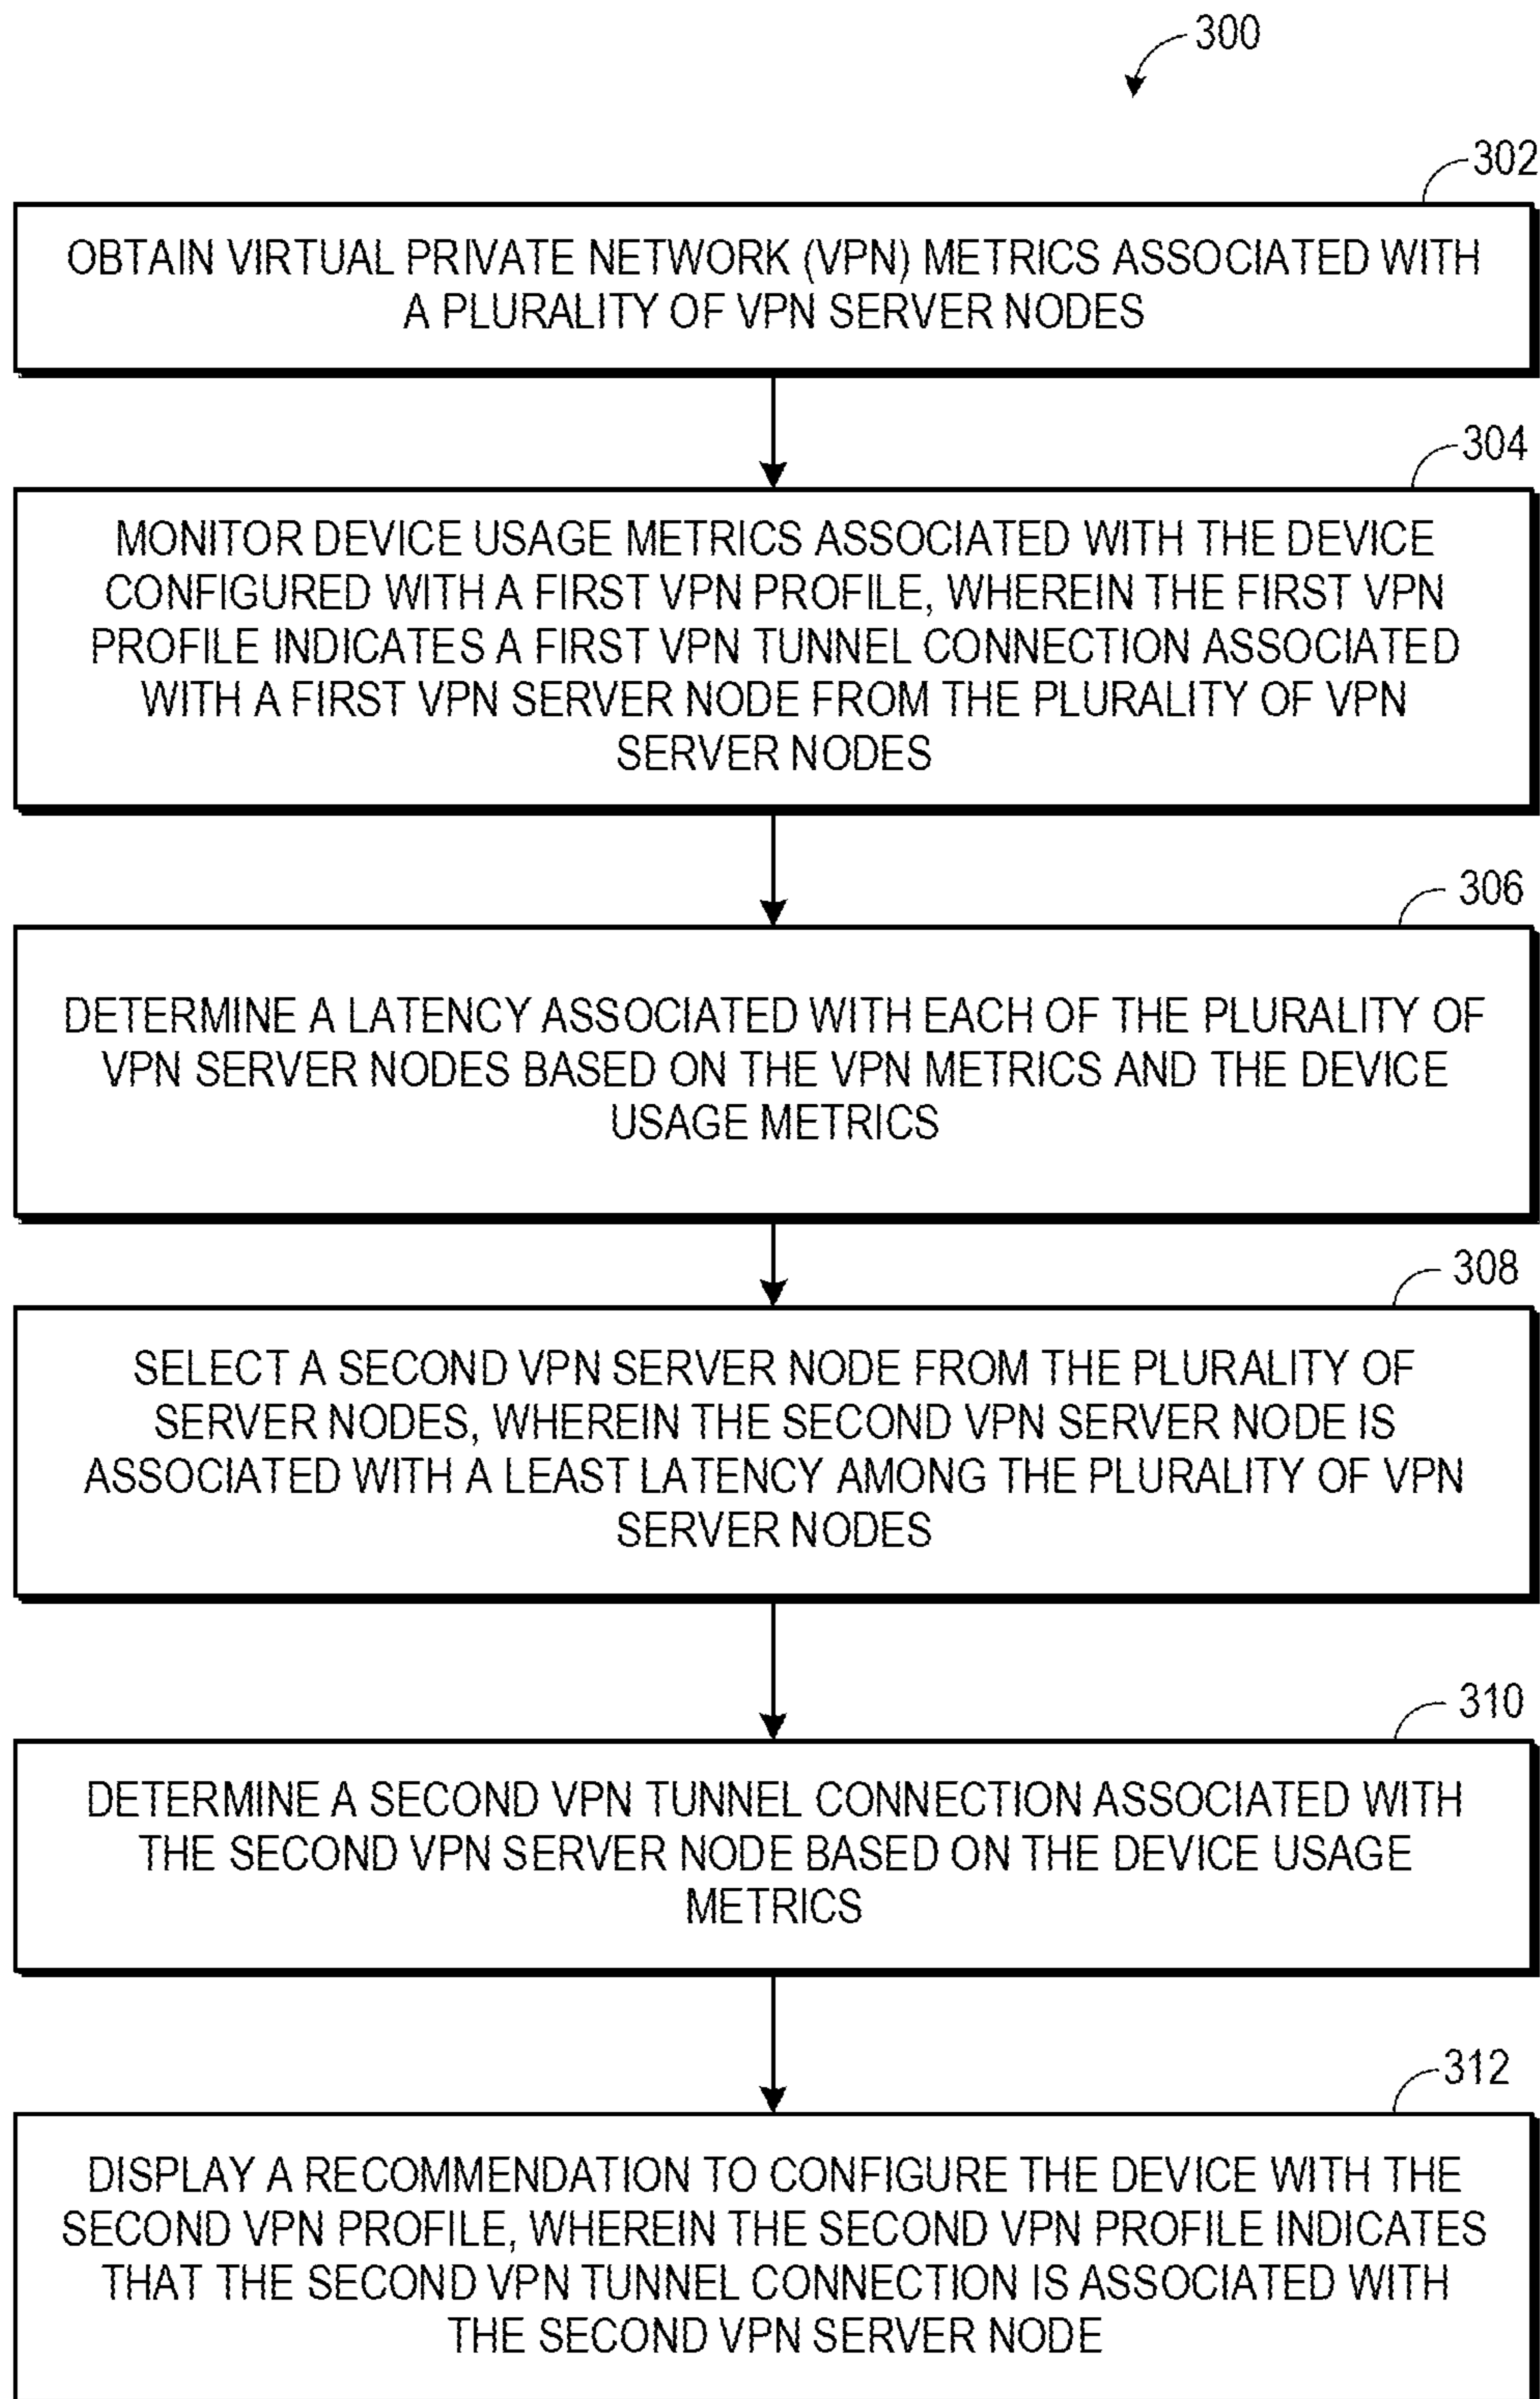 300
302
OBTAIN VIRTUAL PRIVATE NETWORK (VPN) METRICS ASSOCIATED WITH
A PLURALITY OF VPN SERVER NODES
304
MONITOR DEVICE USAGE METRICS ASSOCIATED WITH THE DEVICE
CONFIGURED WITH A FIRST VPN PROFILE, WHEREIN THE FIRST VPN
PROFILE INDICATES A FIRST VPN TUNNEL CONNECTION ASSOCIATED
WITH A FIRST VPN SERVER NODE FROM THE PLURALITY OF VPN
SERVER NODES
306
DETERMINE A LATENCY ASSOCIATED WITH EACH OF THE PLURALITY OF
VPN SERVER NODES BASED ON THE VPN METRICS AND THE DEVICE
USAGE METRICS
308
SELECT A SECOND VPN SERVER NODE FROM THE PLURALITY OF
SERVER NODES, WHEREIN THE SECOND VPN SERVER NODE IS
ASSOCIATED WITH A LEAST LATENCY AMONG THE PLURALITY OF VPN
SERVER NODES
310
DETERMINE A SECOND VPN TUNNEL CONNECTION ASSOCIATED WITH
THE SECOND VPN SERVER NODE BASED ON THE DEVICE USAGE
METRICS
312
DISPLAY A RECOMMENDATION TO CONFIGURE THE DEVICE WITH THE
SECOND VPN PROFILE, WHEREIN THE SECOND VPN PROFILE INDICATES
THAT THE SECOND VPN TUNNEL CONNECTION IS ASSOCIATED WITH
THE SECOND VPN SERVER NODE